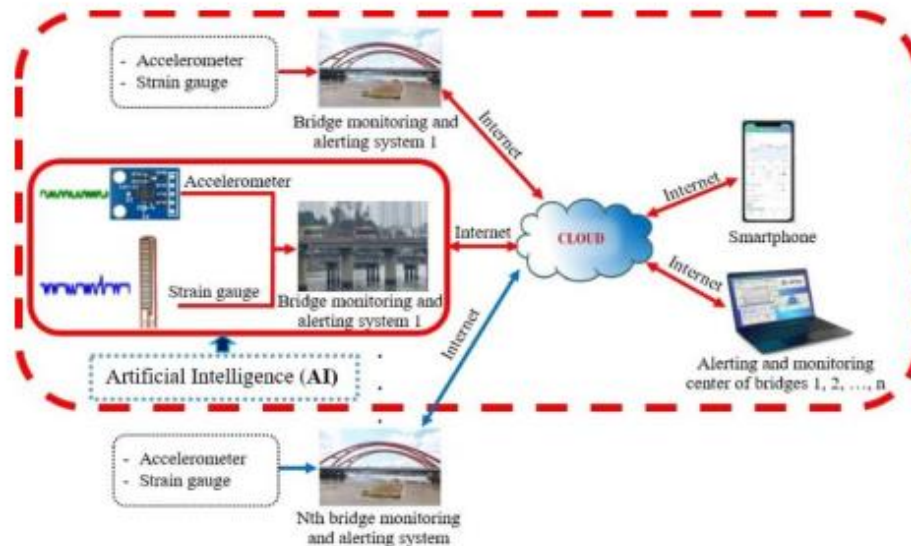 - Accelerometer
- Strain gauge
Bridge monitoring and
alerting system 1
Internet
Accelerometer
Strain gauge
Bridge monitoring and
alerting system 1
Internet
CLOUD
Internet
Smartphone
Internet
Alerting and monitoring
center of bridges 1, 2, …, n
Artificial Intelligence (AI)
Internet
- Accelerometer
- Strain gauge
Nth bridge monitoring
and alerting system